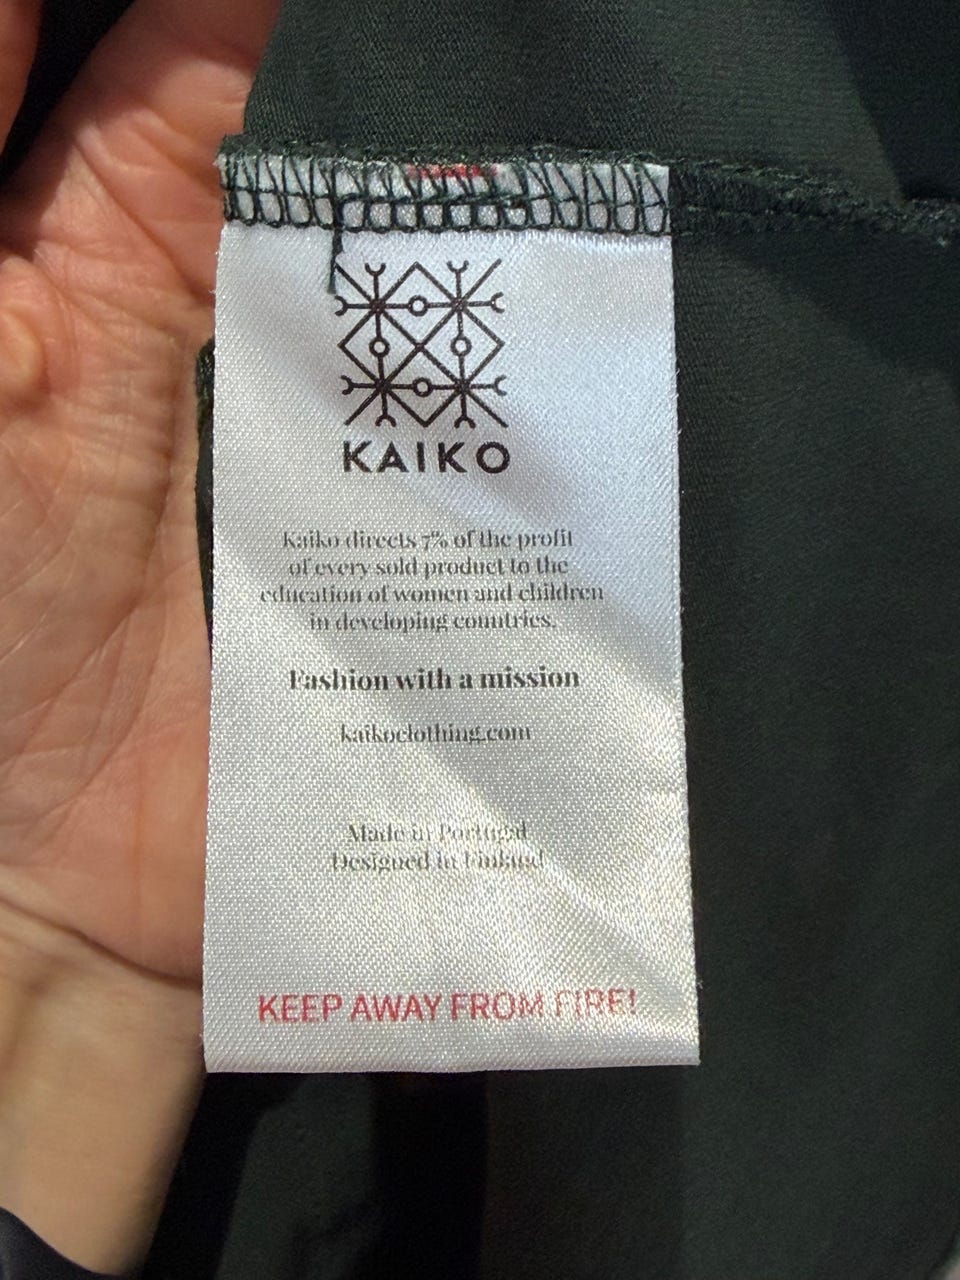 KAIKO
Kaiko directs 7% of the profit
of every sold product to the
education of women and children
in developing countries.
Fashion with a mission
kaikoclothing.com
Made in Portugal
Designed in Finland
KEEP AWAY FROM FIRE!